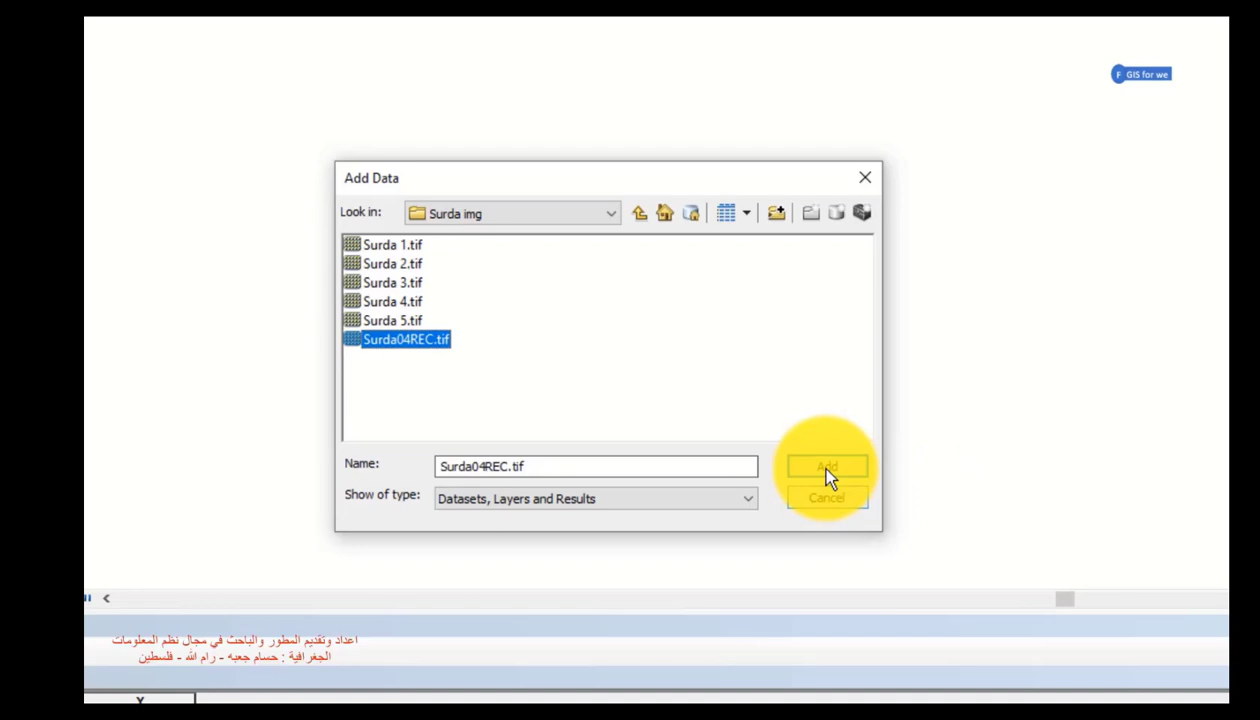 F GIS for we
Add Data
Look in: Surda img
Surda 1.tif
Surda 2.tif
Surda 3.tif
Surda 4.tif
Surda 5.tif
Surda04REC.tif
Name: Surda04REC.tif Add
Show of type: Datasets, Layers and Results Cancel
اعداد وتقديم المطور والباحث في مجال نظم المعلومات
الجغرافية : حسام جعبه - رام الله - فلسطين